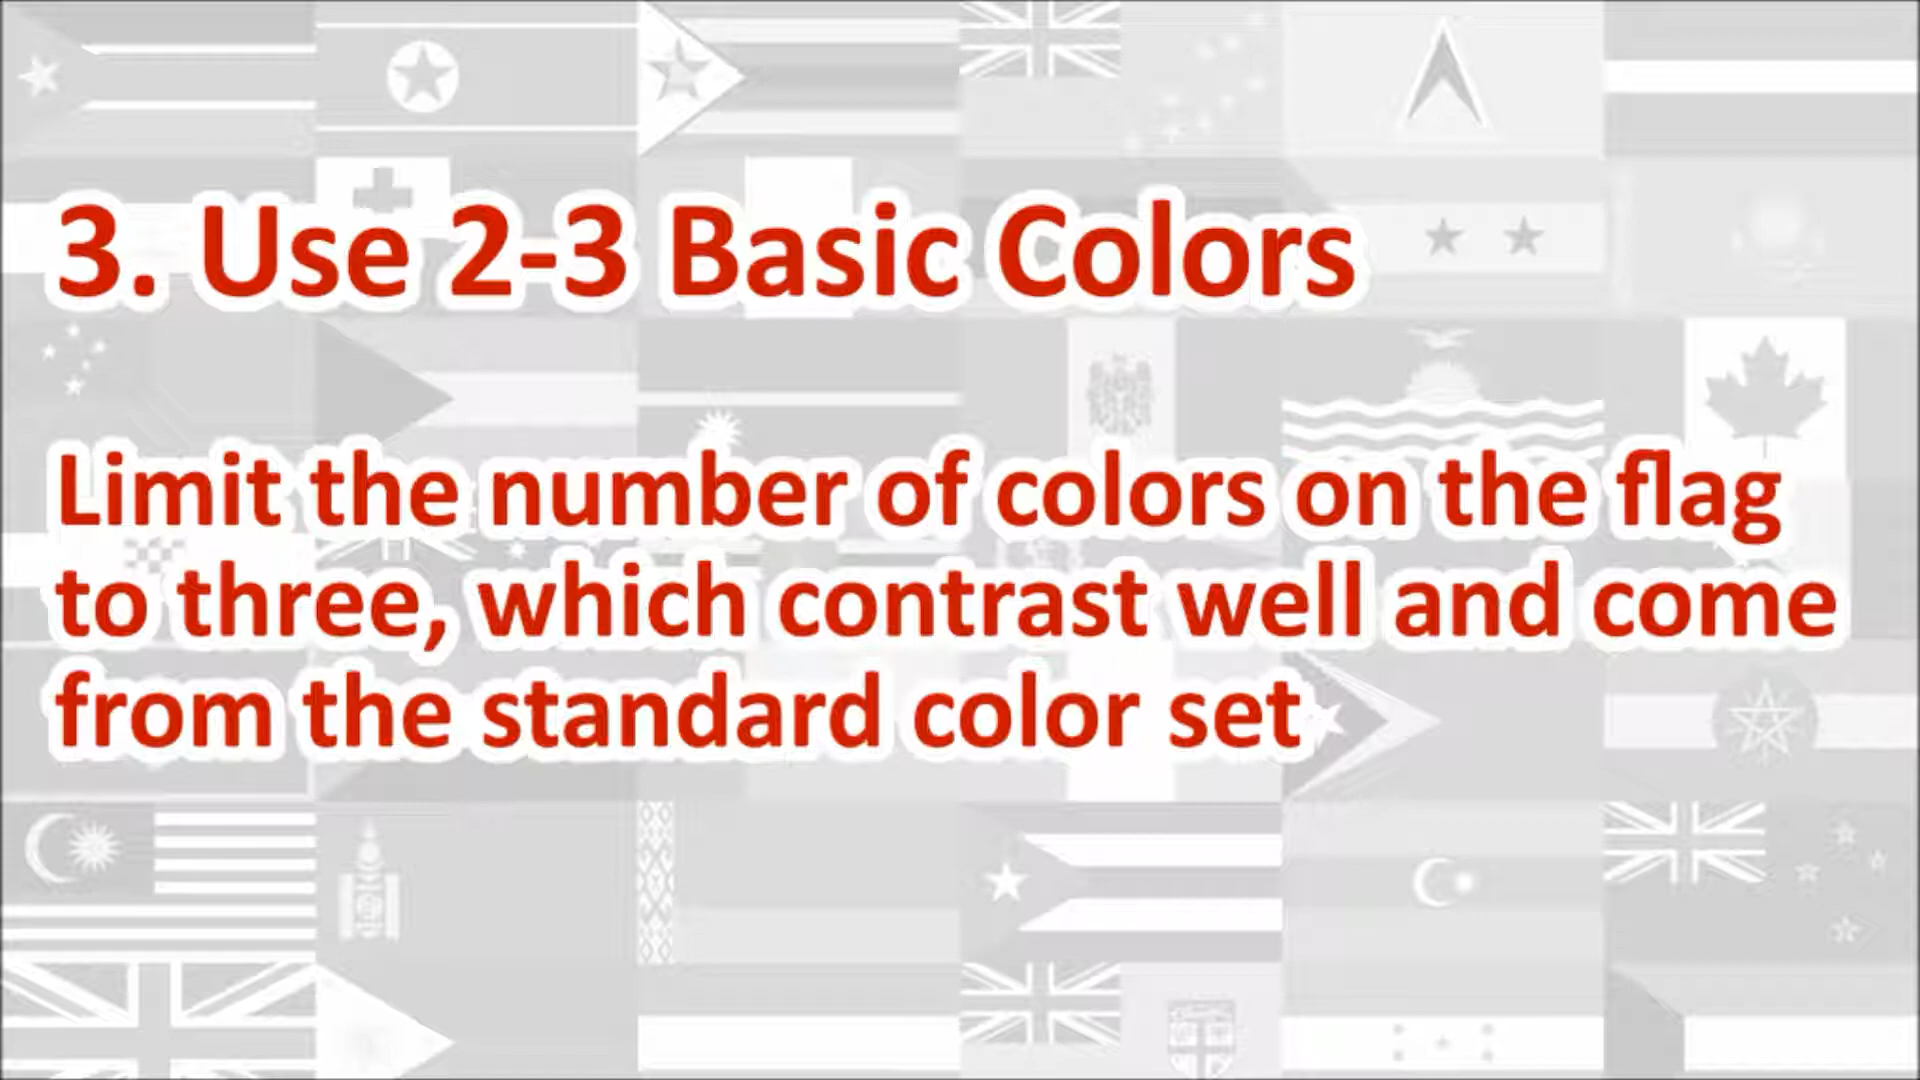 3. Use 2-3 Basic Colors
Limit the number of colors on the flag
to three, which contrast well and come
from the standard color set